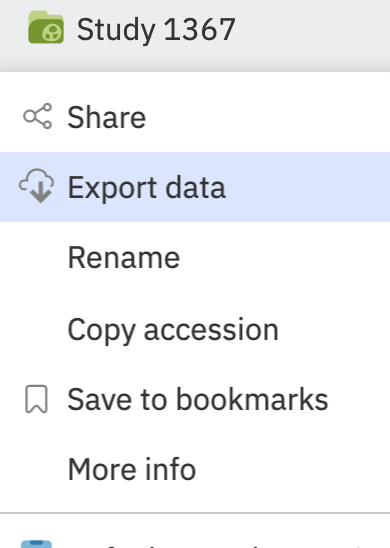 Study 1367
Share
Export data
Rename
Copy accession
Save to bookmarks
More info